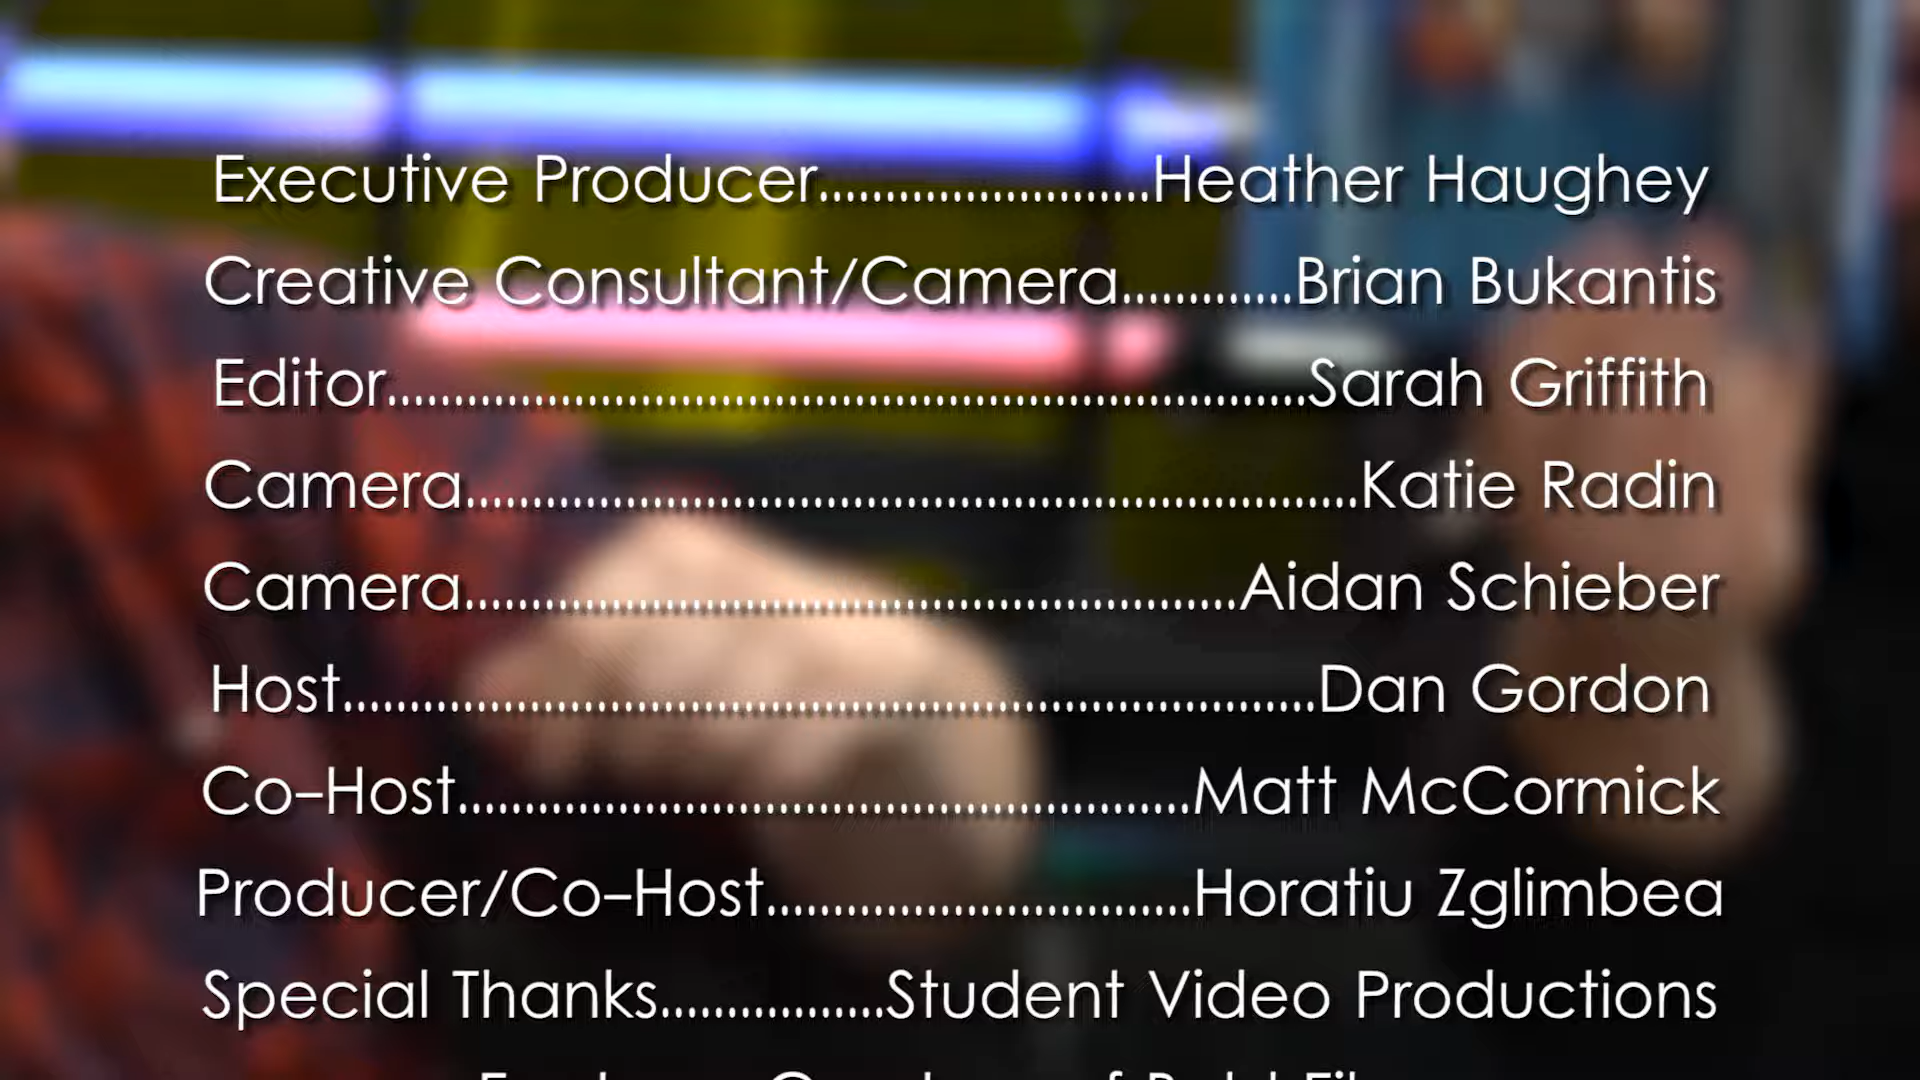 Executive Producer.........................Heather Haughey
Creative Consultant/Camera.............Brian Bukantis
Editor......................................................................Sarah Griffith
Camera....................................................................Katie Radin
Camera...........................................................Aidan Schieber
Host..........................................................................Dan Gordon
Co-Host........................................................Matt McCormick
Producer/Co-Host................................Horatiu Zglimbea
Special Thanks.................Student Video Productions